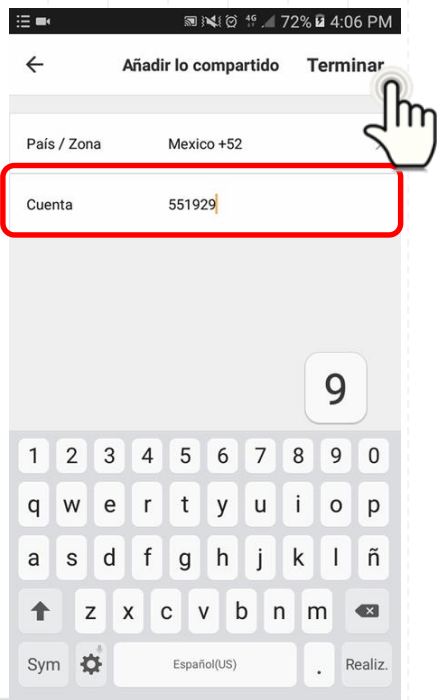 4G 72% 4:06 PM
Añadir lo compartido Terminar
País / Zona Mexico +52
Cuenta 551929
9
1 2 3 4 5 6 7 8 9 0
q w e r t y u i o p
a s d f g h j k l ñ
z x c v b n m
Sym Español(US) . Realiz.